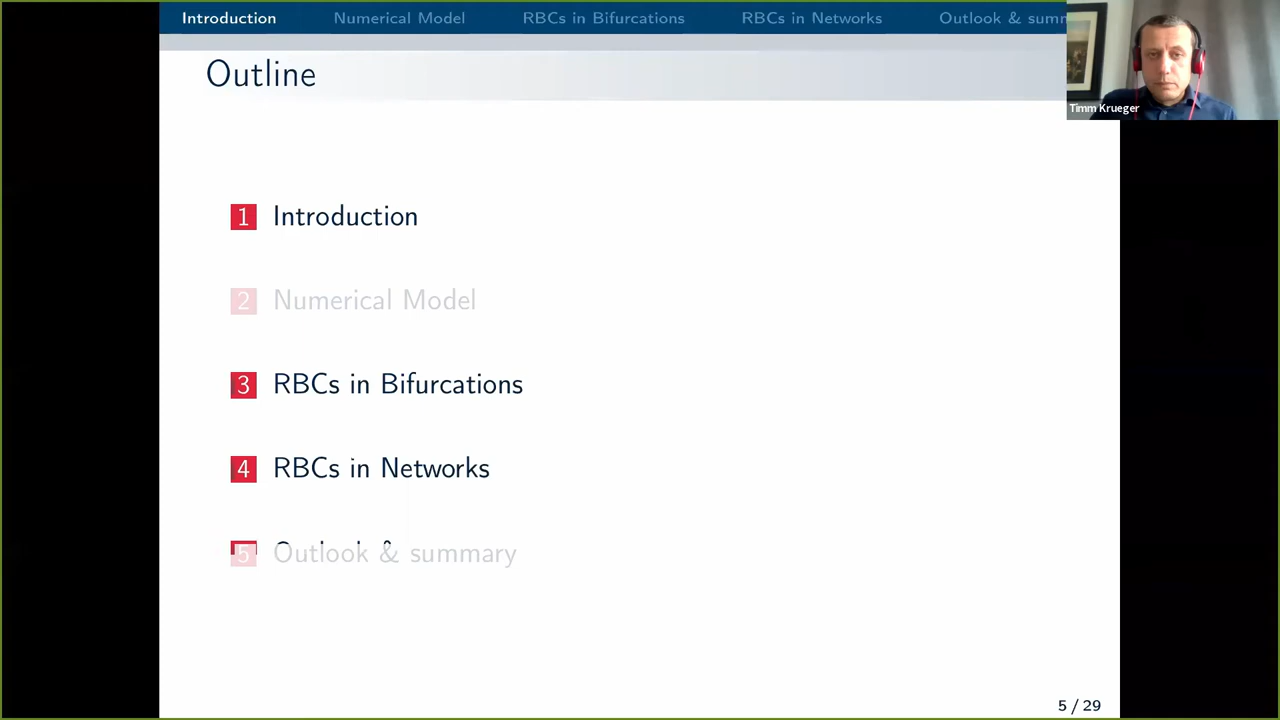 Introduction Numerical Model RBCs in Bifurcations RBCs in Networks Outlook & summ
Timm Krueger
Outline
1 Introduction
2 Numerical Model
3 RBCs in Bifurcations
4 RBCs in Networks
5 Outlook & summary
5 / 29